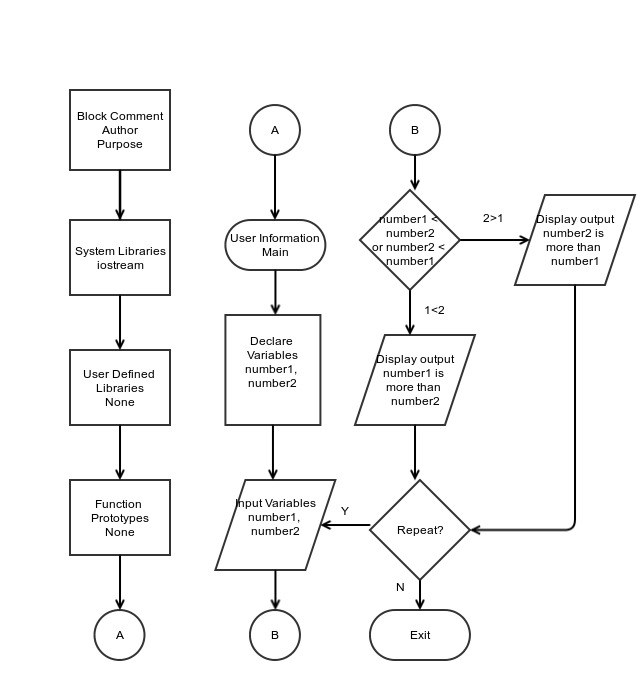 Block Comment
Author
Purpose
System Libraries
iostream
User Defined
Libraries
None
Function
Prototypes
None
A
A
User Information
Main
Declare
Variables
number1,
number2
Input Variables
number1,
number2
B
B
number1 <
number2
or number2 <
number1
2>1
Display output
number2 is
more than
number1
1<2
Display output
number1 is
more than
number2
Repeat?
Y
N
Exit